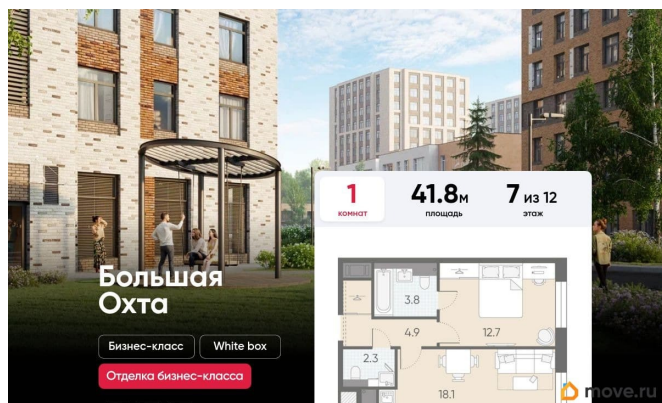 1
комнат
41.8м
площадь
7 из 12
этаж
Большая
Охта
3.8
4.9
12.7
2.3
18.1
Бизнес-класс
White box
Отделка бизнес-класса
move.ru